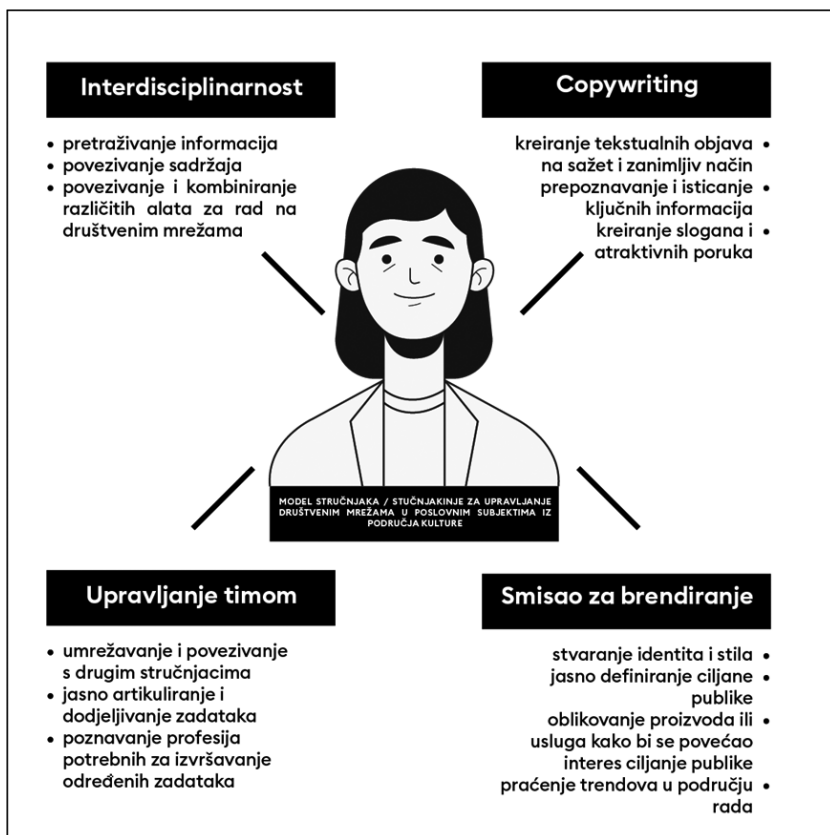 Interdisciplinarnost
• pretraživanje informacija
• povezivanje sadržaja
• povezivanje i kombiniranje
različitih alata za rad na
društvenim mrežama
Copywriting
kreiranje tekstualnih objava •
na sažet i zanimljiv način
prepoznavanje i isticanje •
ključnih informacija
kreiranje slogana i •
atraktivnih poruka
MODEL STRUČNJAKA / STUČNJAKINJE ZA UPRAVLJANJE
DRUŠTVENIM MREŽAMA U POSLOVNIM SUBJEKTIMA IZ
PODRUČJA KULTURE
Upravljanje timom
• umrežavanje i povezivanje
s drugim stručnjacima
• jasno artikuliranje i
dodjeljivanje zadataka
• poznavanje profesija
potrebnih za izvršavanje
određenih zadataka
Smisao za brendiranje
stvaranje identita i stila •
jasno definiranje ciljane •
publike
oblikovanje proizvoda ili •
usluga kako bi se povećao
interes ciljanje publike
praćenje trendova u području •
rada